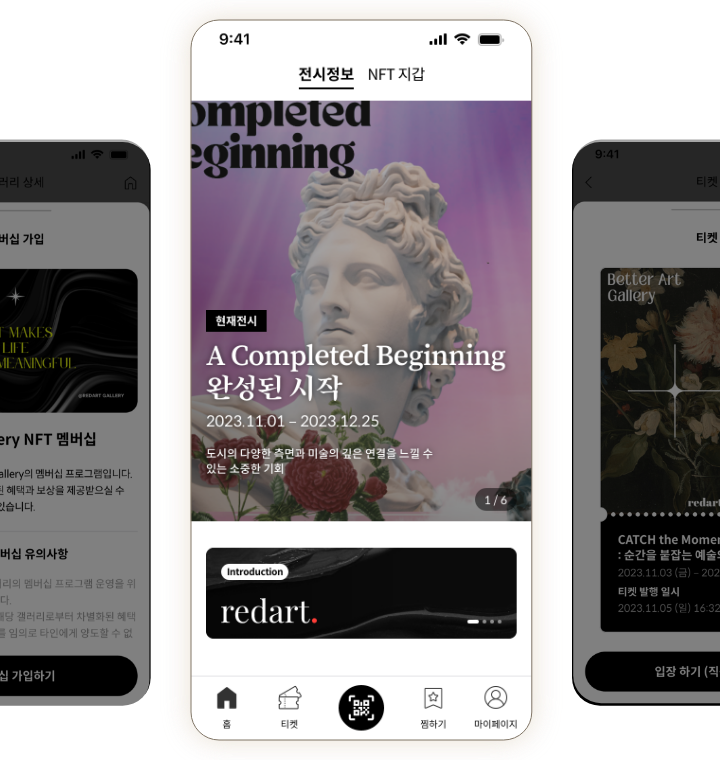 9:41
전시정보 NFT 지갑
ompleted
eginning
현재전시
A Completed Beginning
완성된 시작
2023.11.01 – 2023.12.25
도시의 다양한 측면과 미술의 깊은 연결을 느낄 수
있는 소중한 기회
1 / 6
Introduction
redart.
홈
티켓
찜하기
마이페이지
러리 상세
버십 가입
T MAKES
LIFE
MEANINGFUL
@REDART GALLERY
ery NFT 멤버십
allery의 멤버십 프로그램입니다.
된 혜택과 보상을 제공받으실 수
있습니다.
버십 유의사항
리의 멤버십 프로그램 운영을 위
다.
해당 갤러리로부터 차별화된 혜택
를 임의로 타인에게 양도할 수 없
십 가입하기
9:41
티켓
티켓
Better Art
Gallery
redart
CATCH the Momen
: 순간을 붙잡는 예술의
2023.11.03 (금) – 202
티켓 발행 일시
2023.11.05 (일) 16:32
입장 하기 (직